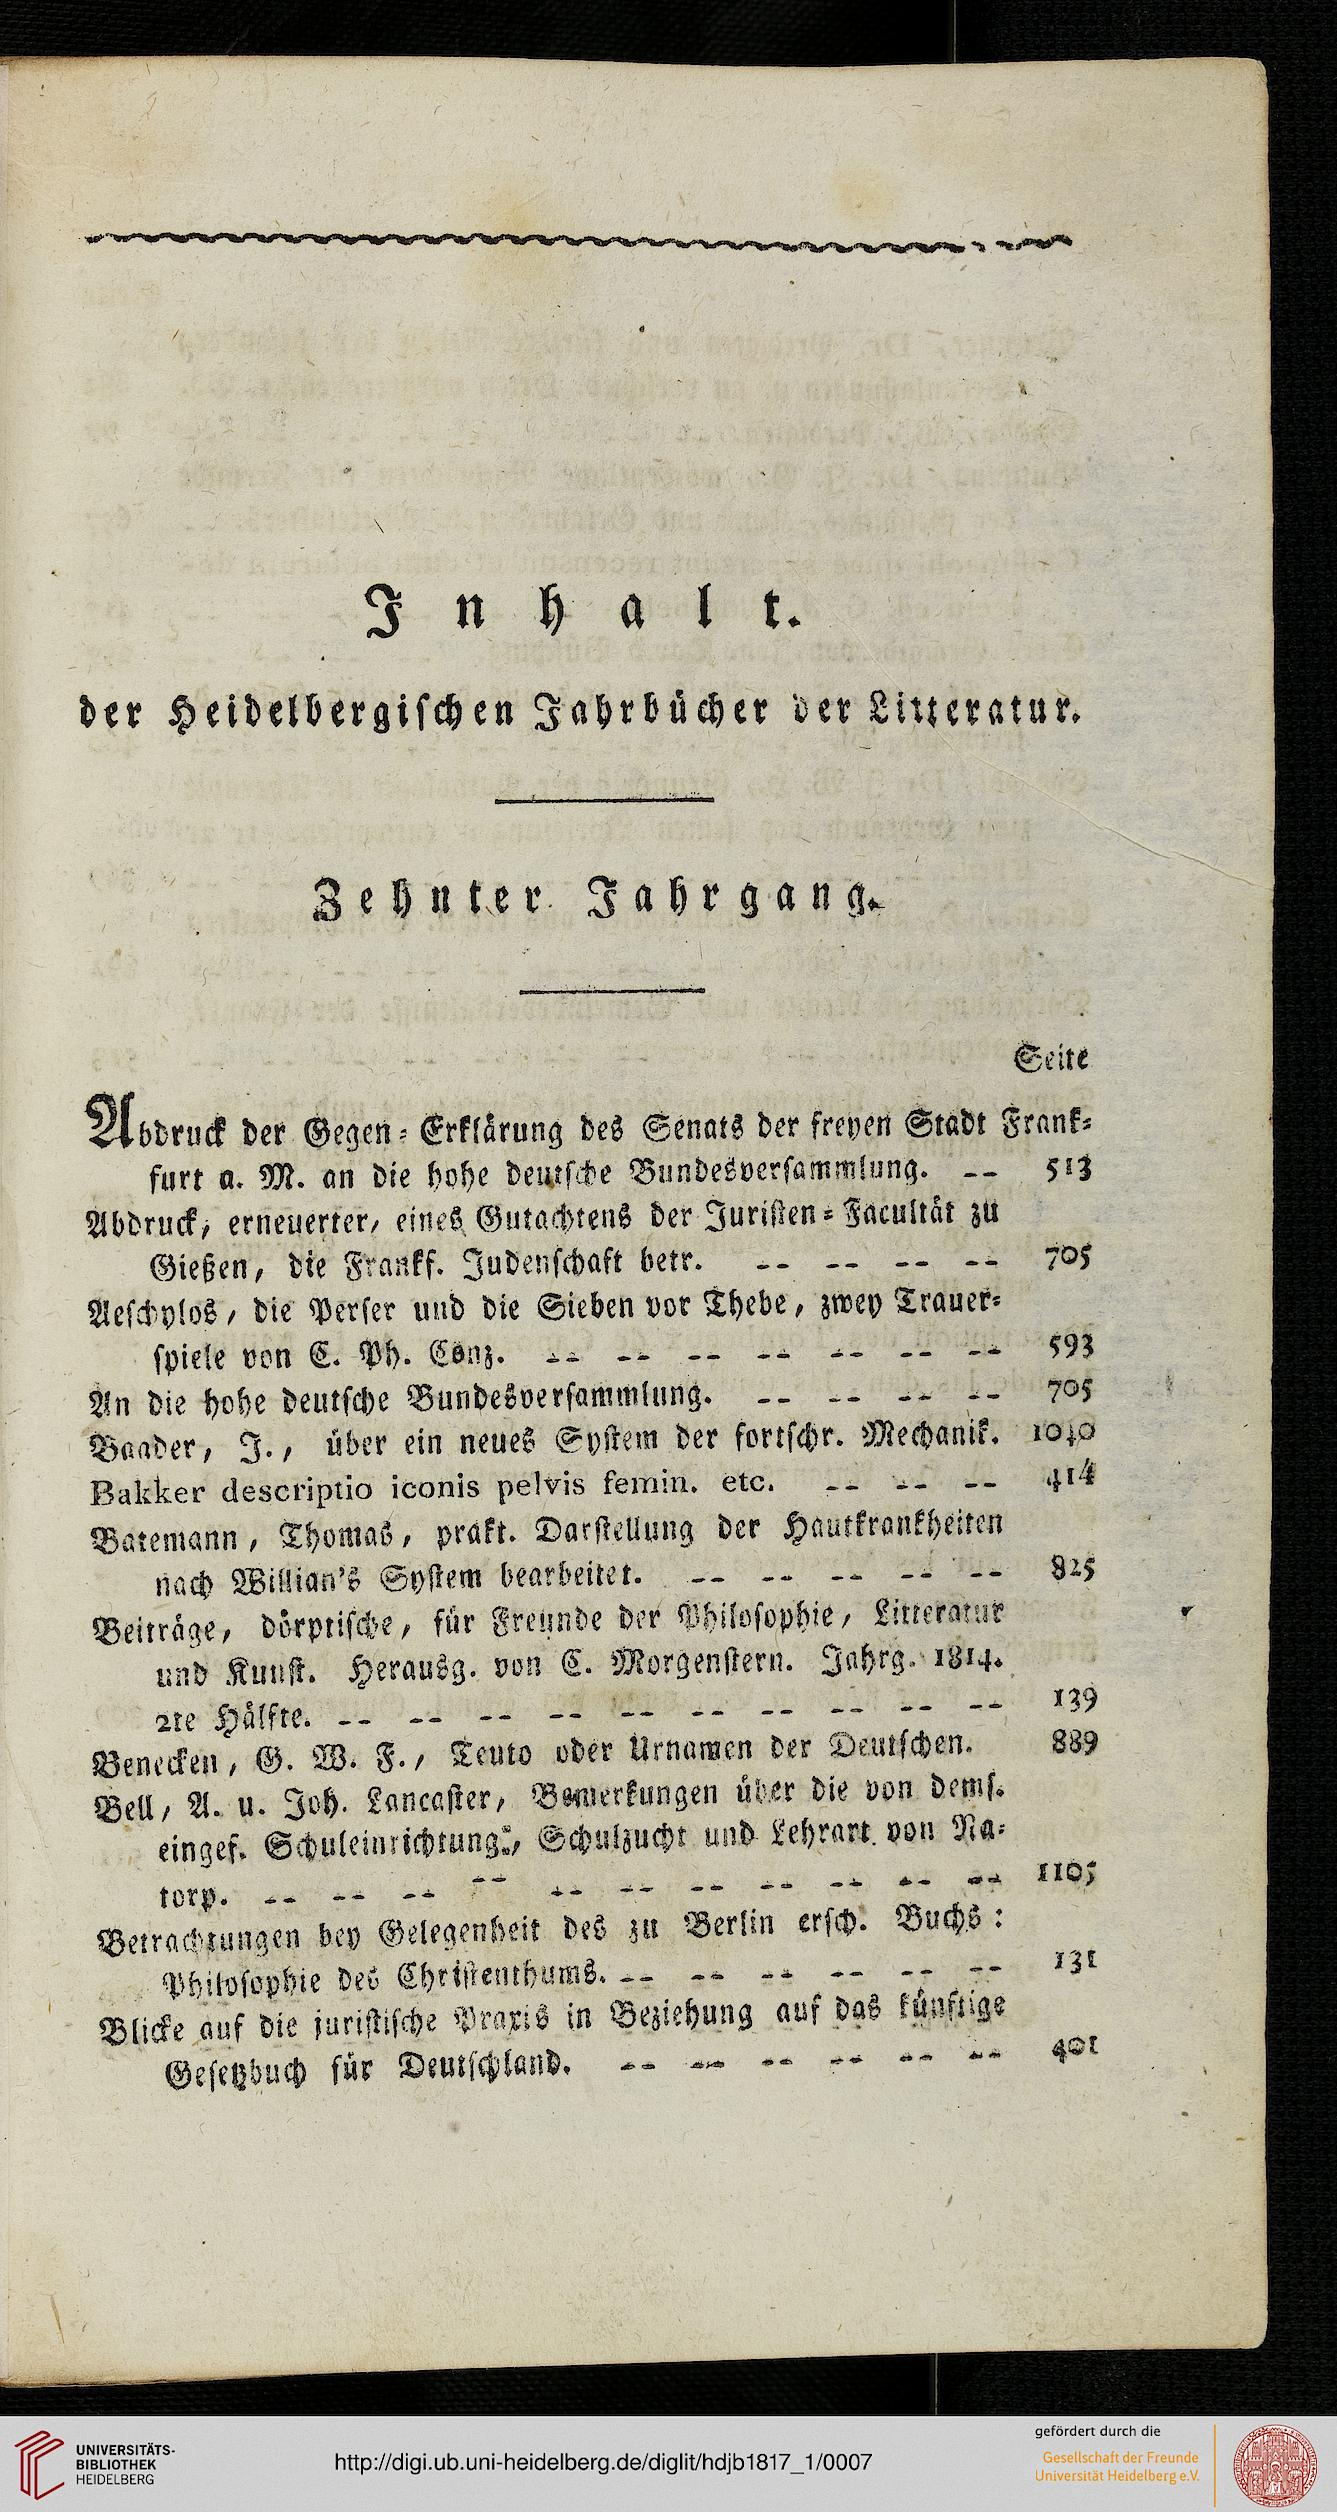 Inhalt.
der Heidelbergischen Jahrbücher der Litteratur.
Zehnter Jahrgang.
Seite
Abdruck der Gegen-Erklärung des Senats der freyen Stadt Frank-
furt a. M. an die hohe deutsche Bundesversammlung. -- 513
Abdruck, erneuerter, eines Gutachtens der Juristen-Facultät zu
Gießen, die Frankf. Judenschaft betr. -- -- -- -- 705
Aeschylos, die Perser und die Sieben vor Thebe, zwey Trauer-
spiele von C. Ph. Conz. -- -- -- -- -- -- -- 593
An die hohe deutsche Bundesversammlung. -- -- -- -- 705
Baader, J., über ein neues System der fortschr. Mechanik. 1040
Bakker descriptio iconis pelvis femin. etc. -- -- -- 414
Batemann, Thomas, prakt. Darstellung der Hautkrankheiten
nach Willian's System bearbeitet. -- -- -- -- -- 825
Beiträge, dörptische, für Freunde der Philosophie, Litteratur
und Kunst. Herausg. von C. Morgenstern. Jahrg. 1814.
2te Hälfte. -- -- -- -- -- -- -- -- -- -- 139
Benecken, G. W. F., Teuto oder Urnamen der Deutschen. 889
Bell, A. u. Joh. Lancaster, Bemerkungen über die von dems.
eingef. Schuleinrichtung., Schulzucht und Lehrart von Na-
torp. -- -- -- -- -- -- -- -- -- -- -- 1105
Betrachtungen bey Gelegenheit des zu Berlin ersch. Buchs:
Philosophie des Christenthums. -- -- -- -- -- -- 131
Blicke auf die juristische Praxis in Beziehung auf das künftige
Gesetzbuch für Deutschland. -- -- -- -- -- -- 401
UNIVERSITÄTS-
BIBLIOTHEK
HEIDELBERG
http://digi.ub.uni-heidelberg.de/diglit/hdjb1817_1/0007
gefördert durch die
Gesellschaft der Freunde
Universität Heidelberg e.V.